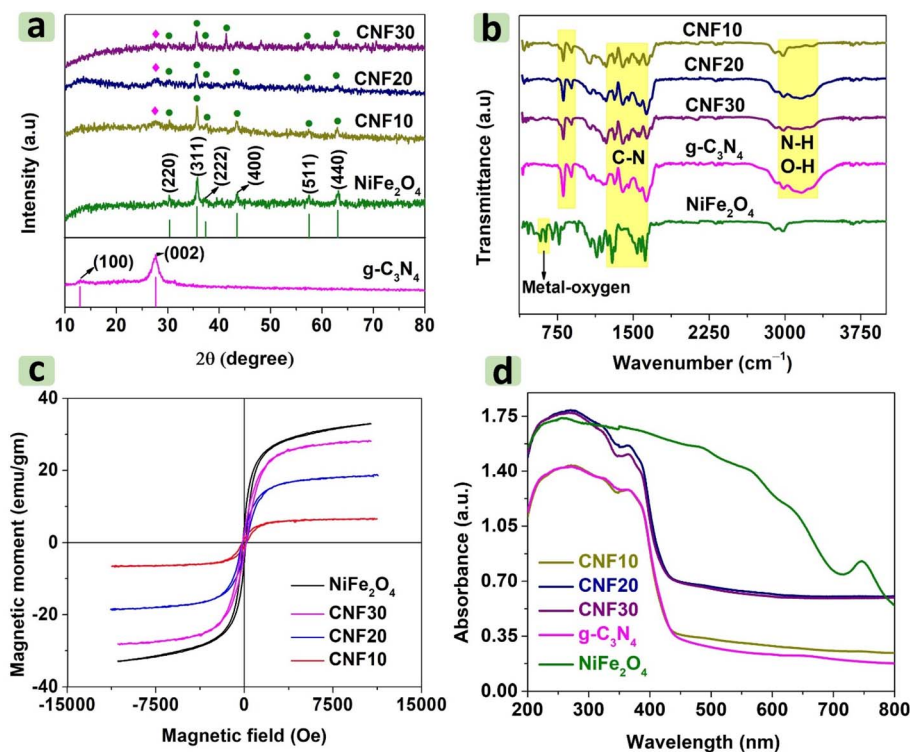 a
CNF30
CNF20
CNF10
NiFe₂O₄
(220)
(311)
(222)
(400)
(511)
(440)
g-C₃N₄
(100)
(002)
Intensity (a.u)
10 20 30 40 50 60 70 80
2θ (degree)
b
CNF10
CNF20
CNF30
g-C₃N₄
NiFe₂O₄
C-N
N-H
O-H
Metal-oxygen
Transmittance (a.u)
750 1500 2250 3000 3750
Wavenumber (cm⁻¹)
c
40
20
0
-20
-40
Magnetic moment (emu/gm)
NiFe₂O₄
CNF30
CNF20
CNF10
-15000 -7500 0 7500 15000
Magnetic field (Oe)
d
1.75
1.40
1.05
0.70
0.35
0.00
Absorbance (a.u.)
CNF10
CNF20
CNF30
g-C₃N₄
NiFe₂O₄
200 300 400 500 600 700 800
Wavelength (nm)